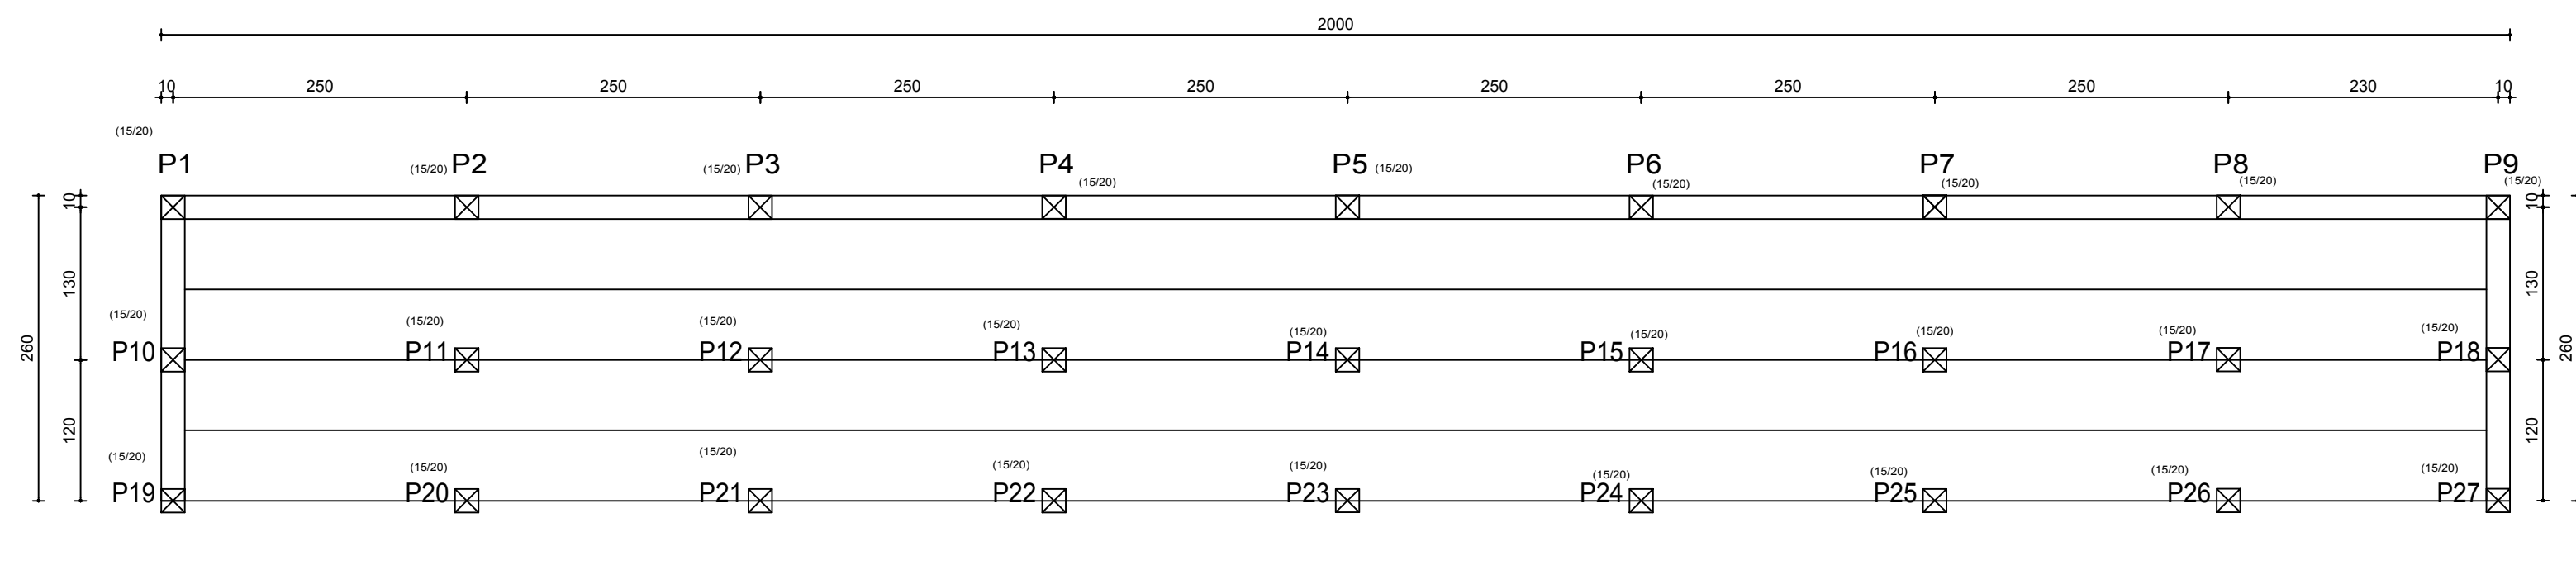 2000
10 250 250 250 250 250 250 250 230 10
(15/20)
P1 (15/20) P2 (15/20) P3 P4 P5 (15/20) P6 P7 P8 P9
(15/20) (15/20) (15/20) (15/20) (15/20)
10 10
130 130
(15/20) (15/20) (15/20) (15/20) (15/20) (15/20) (15/20) (15/20) (15/20)
260 P10 P11 P12 P13 P14 P15 P16 P17 P18 260
120 120
(15/20) (15/20) (15/20) (15/20) (15/20) (15/20) (15/20) (15/20) (15/20)
P19 P20 P21 P22 P23 P24 P25 P26 P27